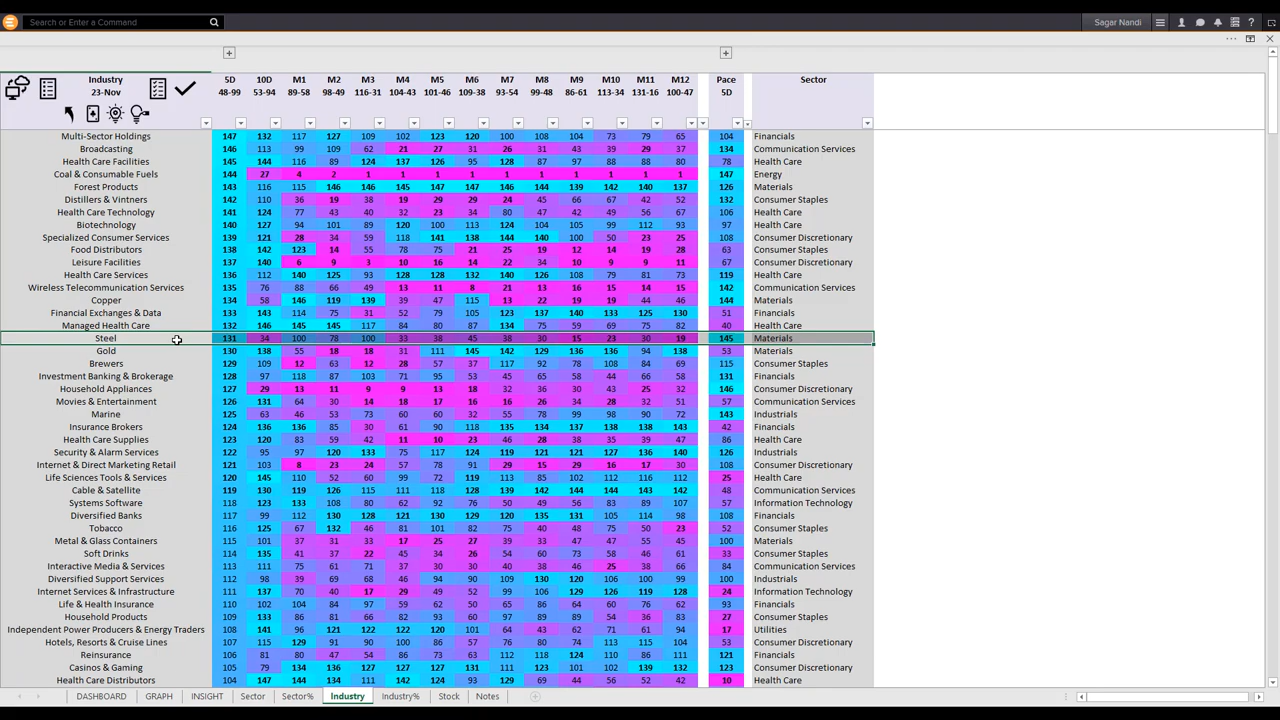 Search or Enter a Command
Sagar Nandi
Industry 5D 10D M1 M2 M3 M4 M5 M6 M7 M8 M9 M10 M11 M12 Pace Sector
23-Nov 48-99 53-94 89-58 98-49 116-31 104-43 101-46 109-38 93-54 99-48 86-61 113-34 131-16 100-47 5D
Multi-Sector Holdings 147 132 117 127 109 102 123 120 100 108 104 73 79 65 104 Financials
Broadcasting 146 113 99 109 62 21 27 31 26 31 43 39 29 37 134 Communication Services
Health Care Facilities 145 144 116 89 124 137 126 95 128 87 97 88 88 80 78 Health Care
Coal & Consumable Fuels 144 27 4 2 1 1 1 1 1 1 1 1 1 1 147 Energy
Forest Products 143 116 115 146 146 145 147 147 146 144 139 142 140 137 126 Materials
Distillers & Vintners 142 110 36 19 38 19 29 29 24 45 66 67 42 52 132 Consumer Staples
Health Care Technology 141 124 77 43 40 32 23 34 80 47 42 49 56 67 106 Health Care
Biotechnology 140 127 94 101 89 120 100 113 124 104 105 99 112 93 97 Health Care
Specialized Consumer Services 139 121 28 34 59 118 141 138 144 140 100 50 23 25 108 Consumer Discretionary
Food Distributors 138 142 123 14 55 78 75 21 25 19 12 14 19 28 63 Consumer Staples
Leisure Facilities 137 140 6 9 3 10 16 14 22 34 10 9 9 11 67 Consumer Discretionary
Health Care Services 136 112 140 125 93 128 128 132 140 126 107 79 81 73 119 Health Care
Wireless Telecommunication Services 135 76 88 66 49 13 11 8 21 13 16 15 14 15 142 Communication Services
Copper 134 58 146 119 139 39 47 115 13 22 19 19 44 46 144 Materials
Financial Exchanges & Data 133 143 114 75 31 52 79 105 123 137 140 130 125 132 51 Financials
Managed Health Care 132 146 145 145 117 84 80 87 134 75 59 69 75 82 40 Health Care
Steel 131 34 100 78 100 33 38 45 38 30 15 23 30 19 145 Materials
Gold 130 138 55 18 18 31 111 145 142 129 136 136 112 138 53 Materials
Brewers 129 109 12 63 12 28 57 37 117 92 78 108 84 69 115 Consumer Staples
Investment Banking & Brokerage 128 97 118 87 103 71 95 53 45 65 58 44 66 58 131 Financials
Household Appliances 127 29 13 11 9 9 13 18 32 36 30 43 25 32 146 Consumer Discretionary
Movies & Entertainment 126 131 64 30 14 18 17 16 16 26 34 28 32 51 57 Communication Services
Marine 125 63 46 53 73 60 60 32 55 78 99 98 90 72 143 Industrials
Insurance Brokers 124 136 136 85 30 61 90 118 135 134 137 138 138 143 42 Financials
Health Care Supplies 123 120 83 59 42 11 10 23 46 28 38 35 39 47 86 Health Care
Security & Alarm Services 122 95 97 120 133 75 117 124 119 121 121 127 136 140 126 Industrials
Internet & Direct Marketing Retail 121 103 8 23 24 57 78 91 29 15 29 16 17 30 108 Consumer Discretionary
Life Sciences Tools & Services 120 145 110 52 60 99 72 119 113 85 102 112 116 112 25 Health Care
Cable & Satellite 119 130 119 126 115 111 118 128 139 142 144 144 143 142 48 Communication Services
Systems Software 118 123 133 108 80 62 92 76 50 49 56 83 89 107 57 Information Technology
Diversified Banks 117 99 112 130 128 121 130 129 120 135 131 105 114 98 108 Financials
Tobacco 116 125 67 132 46 81 101 82 75 40 48 75 50 23 52 Consumer Staples
Metal & Glass Containers 115 101 37 31 33 17 25 27 39 33 47 47 55 45 100 Materials
Soft Drinks 114 135 41 37 22 45 34 26 54 60 73 58 46 61 33 Consumer Staples
Interactive Media & Services 113 111 75 61 71 37 30 30 40 38 46 25 38 66 84 Communication Services
Diversified Support Services 112 98 39 69 68 46 94 90 109 130 120 106 100 99 100 Industrials
Internet Services & Infrastructure 111 137 70 40 17 29 49 52 99 106 129 126 119 128 24 Information Technology
Life & Health Insurance 110 102 104 84 97 59 51 65 86 64 60 76 62 62 93 Financials
Household Products 109 133 86 81 66 82 93 60 97 89 89 54 36 83 27 Consumer Staples
Independent Power Producers & Energy Traders 108 141 96 121 122 122 120 101 64 43 62 71 61 94 17 Utilities
Hotels, Resorts & Cruise Lines 107 115 129 91 90 100 86 57 76 80 74 113 115 104 53 Consumer Discretionary
Reinsurance 106 81 80 47 54 86 73 63 112 118 124 110 86 89 121 Financials
Casinos & Gaming 105 79 134 136 127 127 127 131 111 123 101 102 139 132 123 Consumer Discretionary
Health Care Distributors 104 147 144 134 111 42 93 69 129 44 56 52 42 44 10 Health Care
DASHBOARD GRAPH INSIGHT Sector Sector% Industry Industry% Stock Notes